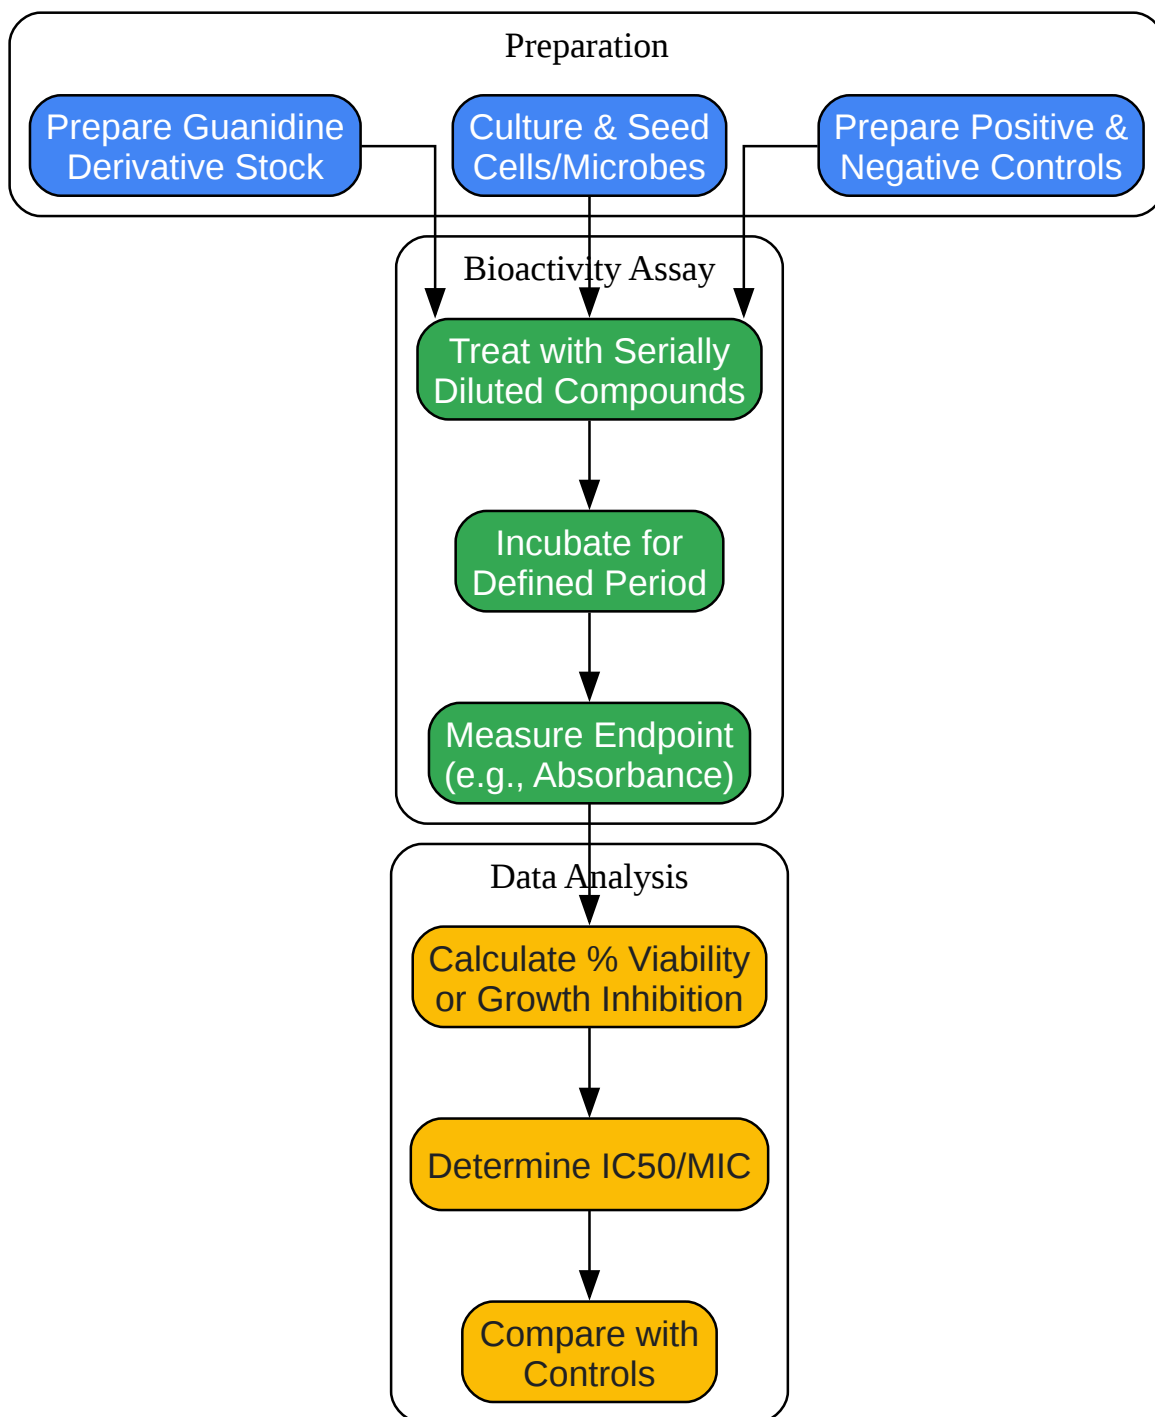 Preparation
Prepare Guanidine
Derivative Stock
Culture & Seed
Cells/Microbes
Prepare Positive &
Negative Controls
Bioactivity Assay
Treat with Serially
Diluted Compounds
Incubate for
Defined Period
Measure Endpoint
(e.g., Absorbance)
Data Analysis
Calculate % Viability
or Growth Inhibition
Determine IC50/MIC
Compare with
Controls